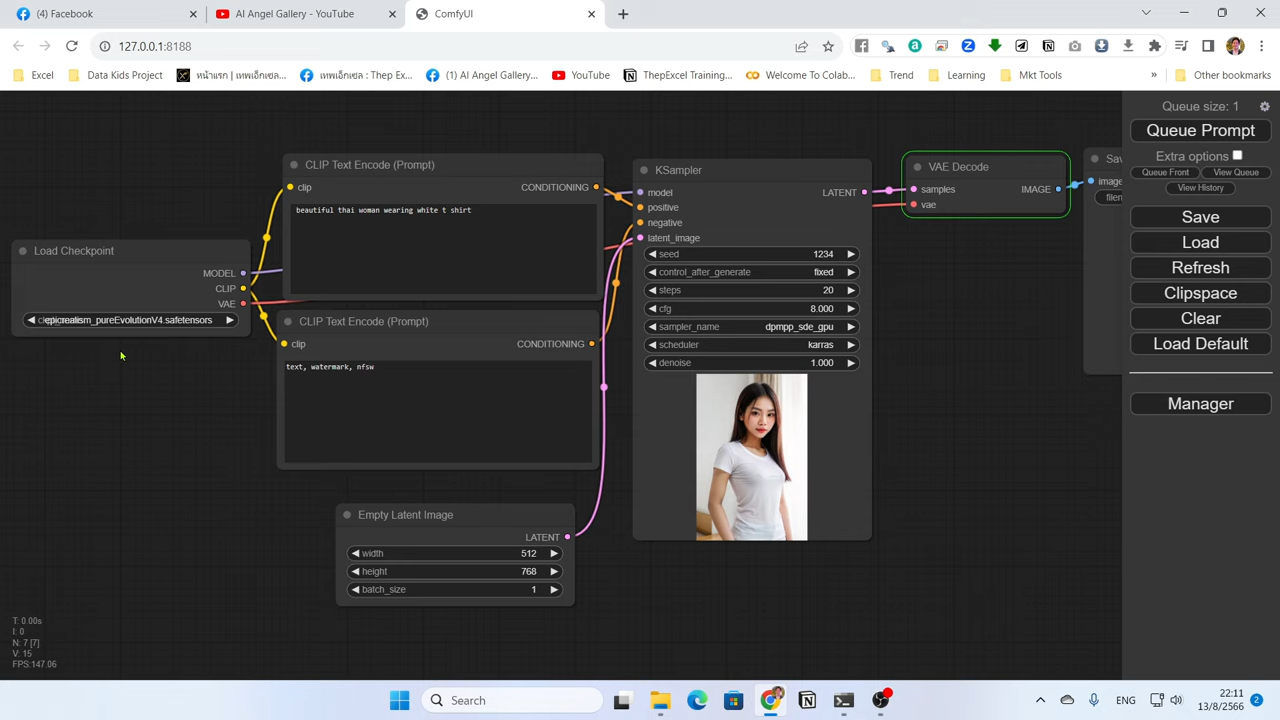 (4) Facebook
AI Angel Gallery - YouTube
ComfyUI
127.0.0.1:8188
Excel
Data Kids Project
หน้าแรก | เทพเอ็กเซล...
เทพเอ็กเซล : Thep Ex...
(1) AI Angel Gallery...
YouTube
ThepExcel Training...
Welcome To Colab...
Trend
Learning
Mkt Tools
»
Other bookmarks
Load Checkpoint
MODEL
CLIP
VAE
epicrealism_pureEvolutionV4.safetensors
CLIP Text Encode (Prompt)
clip
CONDITIONING
beautiful thai woman wearing white t shirt
CLIP Text Encode (Prompt)
clip
CONDITIONING
text, watermark, nfsw
Empty Latent Image
LATENT
width 512
height 768
batch_size 1
KSampler
model
LATENT
positive
negative
latent_image
seed 1234
control_after_generate fixed
steps 20
cfg 8.000
sampler_name dpmpp_sde_gpu
scheduler karras
denoise 1.000
VAE Decode
samples
IMAGE
vae
Sav
image
filen
Queue size: 1
Queue Prompt
Extra options
Queue Front
View Queue
View History
Save
Load
Refresh
Clipspace
Clear
Load Default
Manager
T: 0.00s
I: 0
N: 7 [7]
V: 15
FPS:147.06
Search
ENG
22:11
13/8/2566
2